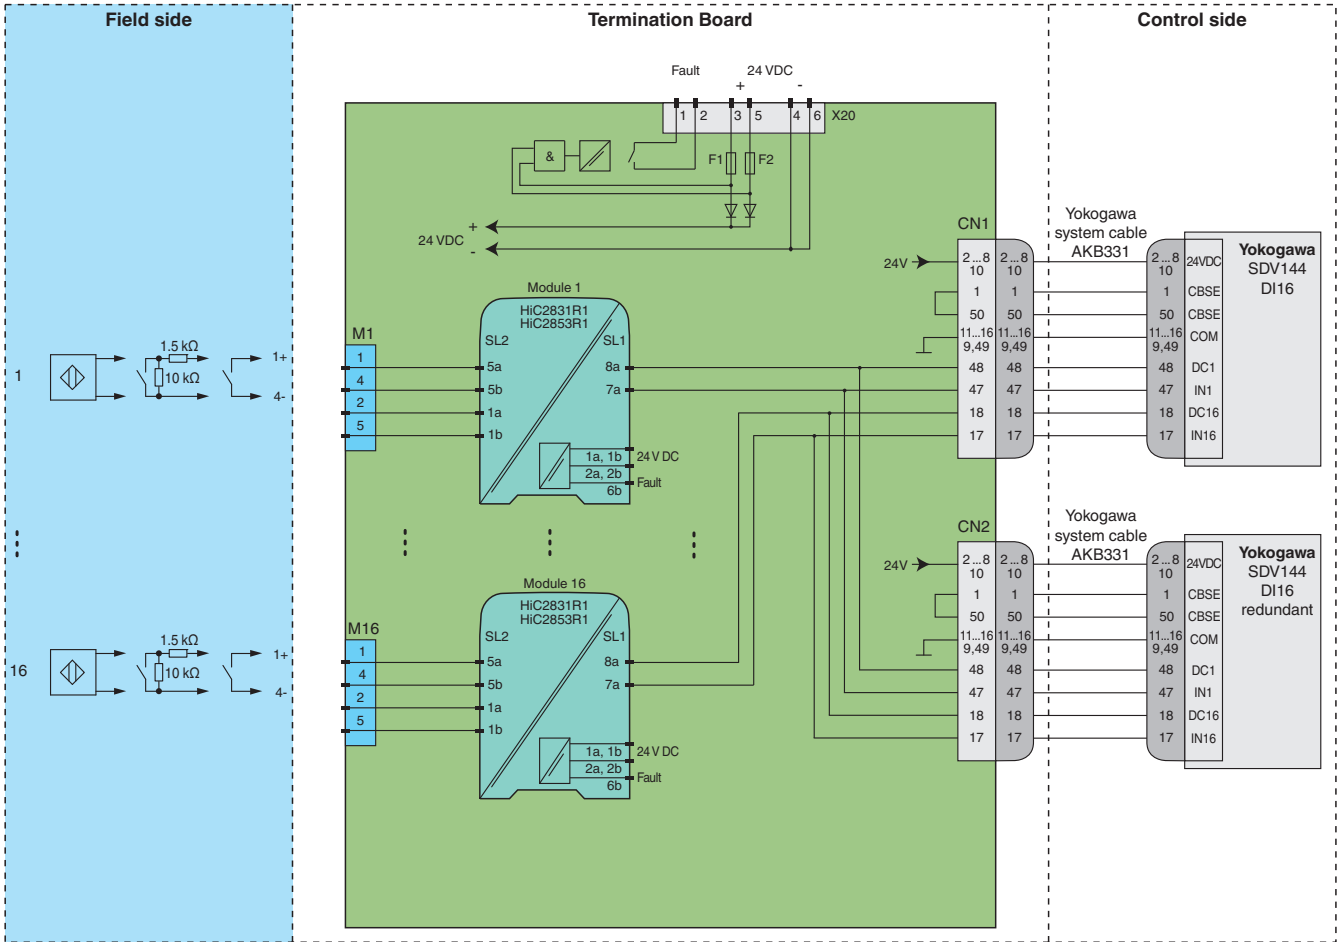 Field side
Termination Board
Control side
Fault
24 VDC
+
-
1
2
3
5
4
6
X20
&
F1
F2
+
24 VDC
-
CN1
Yokogawa
system cable
AKB331
24V
2 ...8
10
2 ...8
10
2 ...8
10
24VDC
Yokogawa
SDV144
DI16
1
1
1
CBSE
50
50
50
CBSE
11...16
9,49
11...16
9,49
11...16
9,49
COM
48
48
48
DC1
47
47
47
IN1
18
18
18
DC16
17
17
17
IN16
Module 1
HiC2831R1
HiC2853R1
SL2
SL1
5a
5b
1a
1b
8a
7a
1a, 1b
2a, 2b
6b
24 V DC
Fault
M1
1
4
2
5
1
1.5 kΩ
10 kΩ
1+
4-
CN2
Yokogawa
system cable
AKB331
24V
2 ...8
10
2 ...8
10
2 ...8
10
24VDC
Yokogawa
SDV144
DI16
redundant
1
1
1
CBSE
50
50
50
CBSE
11...16
9,49
11...16
9,49
11...16
9,49
COM
48
48
48
DC1
47
47
47
IN1
18
18
18
DC16
17
17
17
IN16
Module 16
HiC2831R1
HiC2853R1
SL2
SL1
5a
5b
1a
1b
8a
7a
1a, 1b
2a, 2b
6b
24 V DC
Fault
M16
1
4
2
5
16
1.5 kΩ
10 kΩ
1+
4-